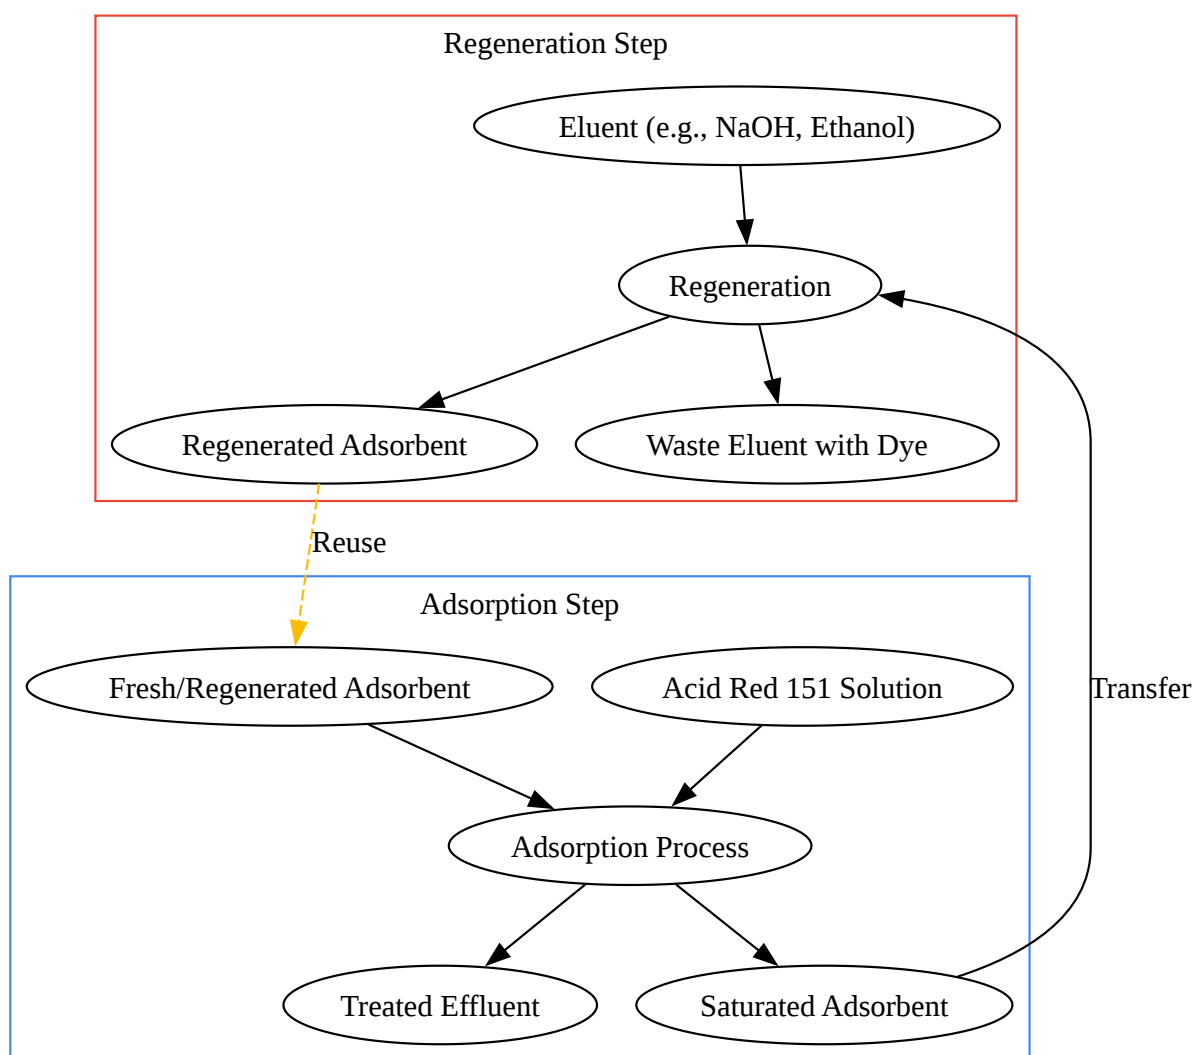 Regeneration Step
Eluent (e.g., NaOH, Ethanol)
Regeneration
Regenerated Adsorbent
Waste Eluent with Dye
Reuse
Adsorption Step
Fresh/Regenerated Adsorbent
Acid Red 151 Solution
Transfer
Adsorption Process
Treated Effluent
Saturated Adsorbent